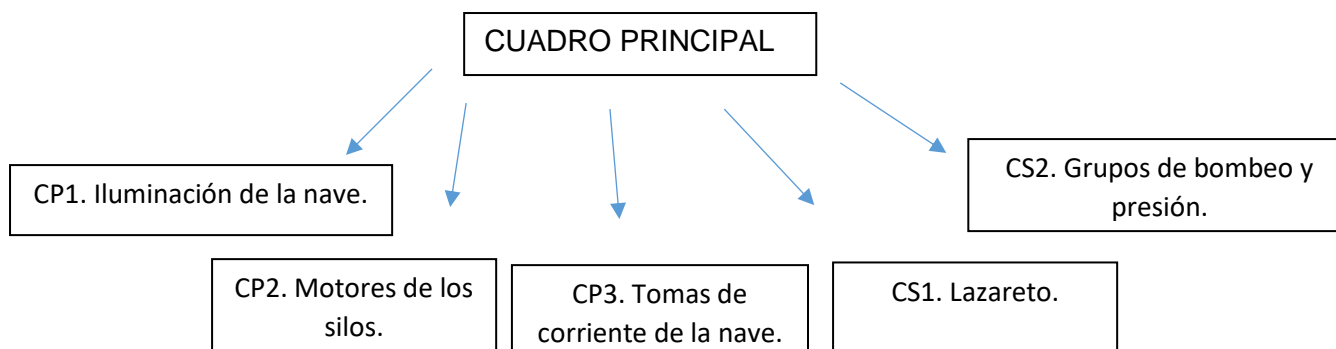 CUADRO PRINCIPAL
CP1. Iluminación de la nave.
CS2. Grupos de bombeo y
presión.
CP2. Motores de los
silos.
CP3. Tomas de
corriente de la nave.
CS1. Lazareto.